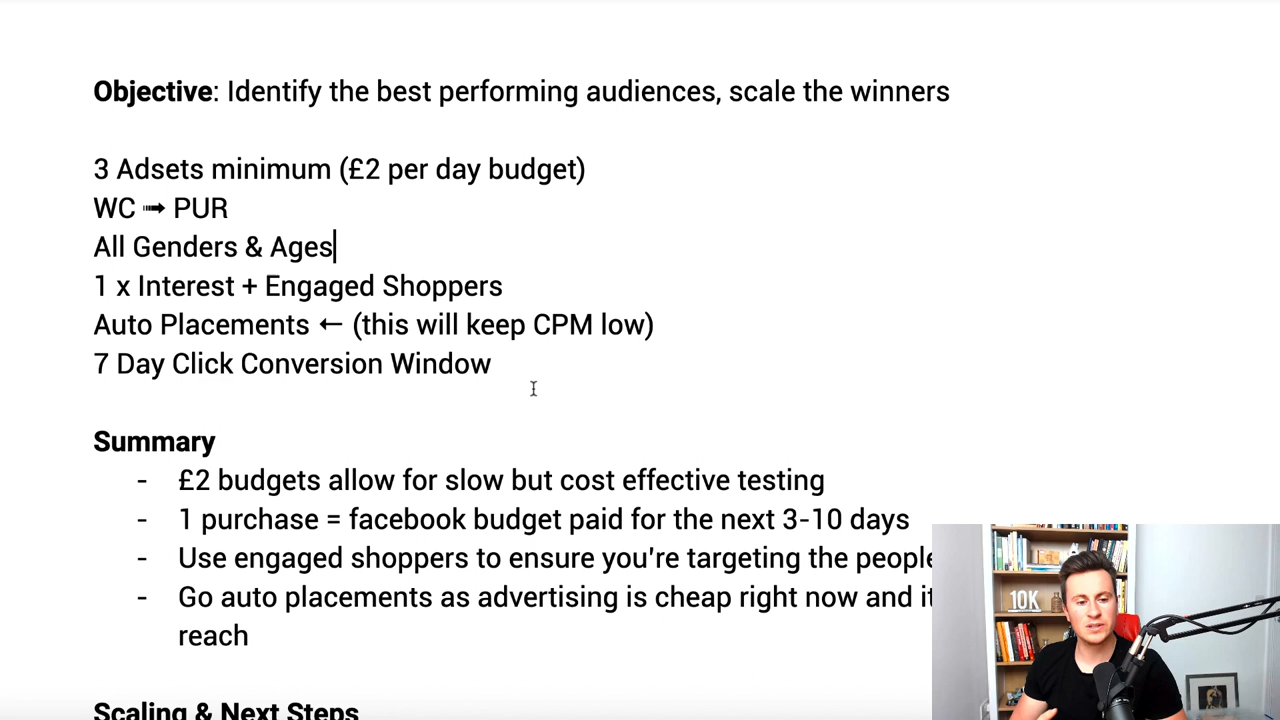 Objective: Identify the best performing audiences, scale the winners
3 Adsets minimum (£2 per day budget)
WC ➟ PUR
All Genders & Ages
1 x Interest + Engaged Shoppers
Auto Placements ← (this will keep CPM low)
7 Day Click Conversion Window
Summary
- £2 budgets allow for slow but cost effective testing
- 1 purchase = facebook budget paid for the next 3-10 days
- Use engaged shoppers to ensure you're targeting the people
- Go auto placements as advertising is cheap right now and it
reach
Scaling & Next Steps
10K